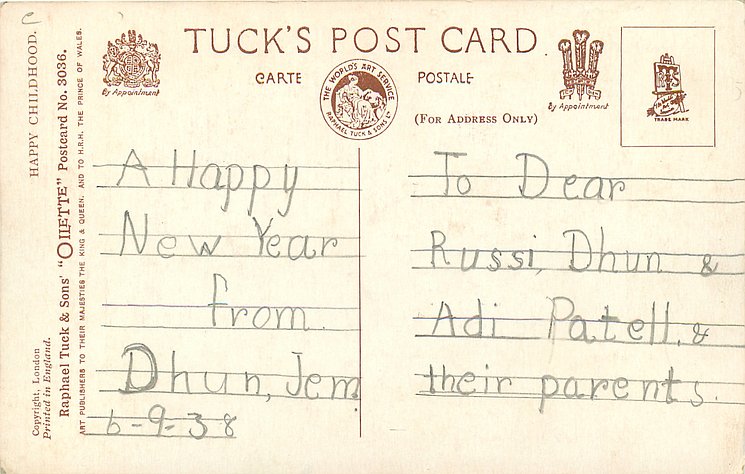 TUCK'S POST CARD
CARTE POSTALE
THE WORLD'S ART SERVICE
RAPHAEL TUCK & SONS LD
(FOR ADDRESS ONLY)
By Appointment
By Appointment
TRADE MARK
HAPPY CHILDHOOD.
Raphael Tuck & Sons' "OILETTE" Postcard No. 3036.
ART PUBLISHERS TO THEIR MAJESTIES THE KING & QUEEN. AND TO H.R.H. THE PRINCE OF WALES.
Copyright, London
Printed in England.
A Happy
New Year
from
Dhun, Jem
6-9-38
To Dear
Russi, Dhun &
Adi Patell, &
their parents.